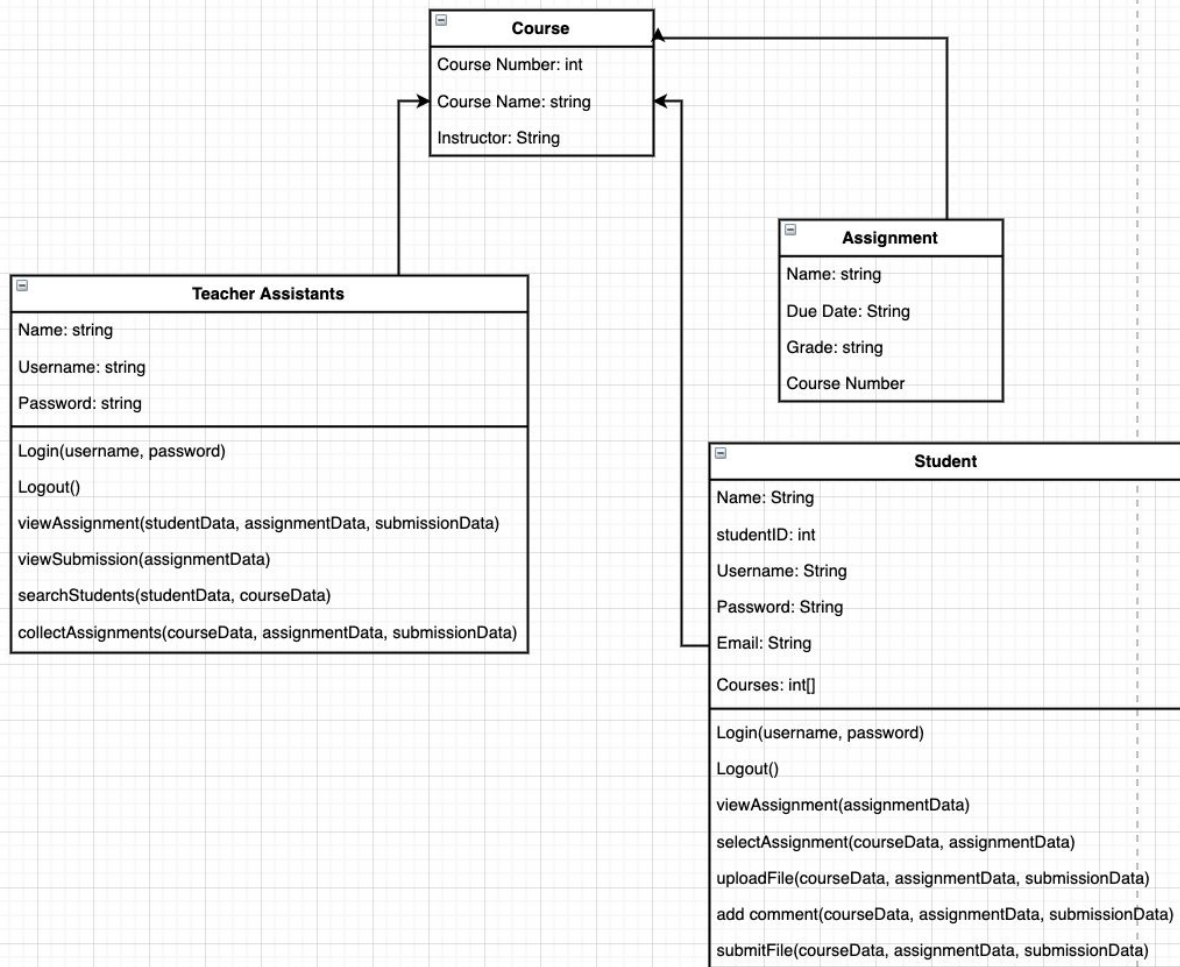 Course
Course Number: int
Course Name: string
Instructor: String
Assignment
Name: string
Due Date: String
Grade: string
Course Number
Teacher Assistants
Name: string
Username: string
Password: string
Login(username, password)
Logout()
viewAssignment(studentData, assignmentData, submissionData)
viewSubmission(assignmentData)
searchStudents(studentData, courseData)
collectAssignments(courseData, assignmentData, submissionData)
Student
Name: String
studentID: int
Username: String
Password: String
Email: String
Courses: int[]
Login(username, password)
Logout()
viewAssignment(assignmentData)
selectAssignment(courseData, assignmentData)
uploadFile(courseData, assignmentData, submissionData)
add comment(courseData, assignmentData, submissionData)
submitFile(courseData, assignmentData, submissionData)